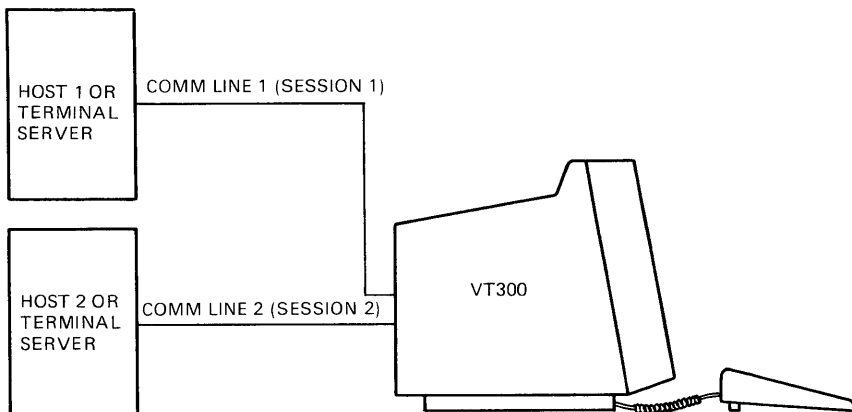 HOST 1 OR
TERMINAL
SERVER
COMM LINE 1 (SESSION 1)
HOST 2 OR
TERMINAL
SERVER
COMM LINE 2 (SESSION 2)
VT300